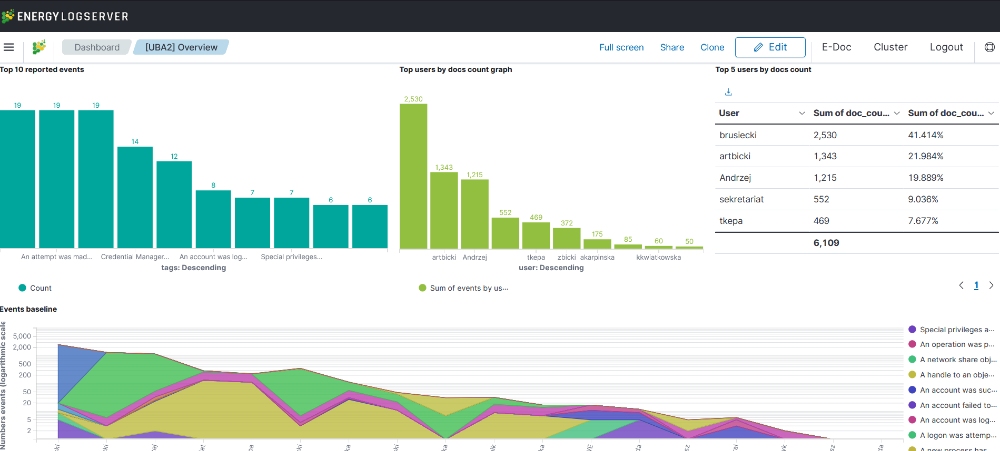 ENERGYLOGSERVER
Dashboard
[UBA2] Overview
Full screen
Share
Clone
Edit
E-Doc
Cluster
Logout
Top 10 reported events
19
19
19
14
12
8
7
7
6
6
An attempt was mad...
Credential Manager...
An account was log...
Special privileges...
tags: Descending
Count
Top users by docs count graph
2,530
1,343
1,215
552
469
372
175
85
60
50
artbicki
Andrzej
tkepa
zbicki
akarpinska
kkwiatkowska
user: Descending
Sum of events by us...
Top 5 users by docs count
User Sum of doc_cou... Sum of doc_cou...
brusiecki 2,530 41.414%
artbicki 1,343 21.984%
Andrzej 1,215 19.889%
sekretariat 552 9.036%
tkepa 469 7.677%
6,109
1
Events baseline
Numbers events (logarithmic scale
5,000
2,000
500
200
50
20
5
2
Special privileges a...
An operation was p...
A network share obj...
A handle to an obje...
An account was suc...
An account failed to...
An account was log...
A logon was attemp...
A new process has